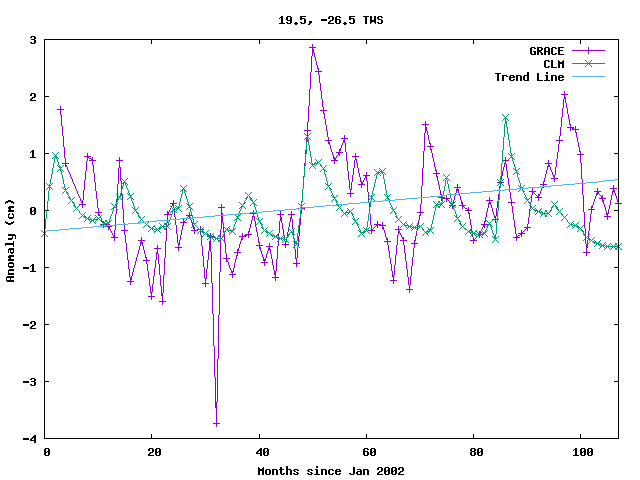 19.5, -26.5 TWS
GRACE
CLM
Trend Line
3
2
1
0
-1
-2
-3
-4
Anomaly (cm)
0 20 40 60 80 100
Months since Jan 2002